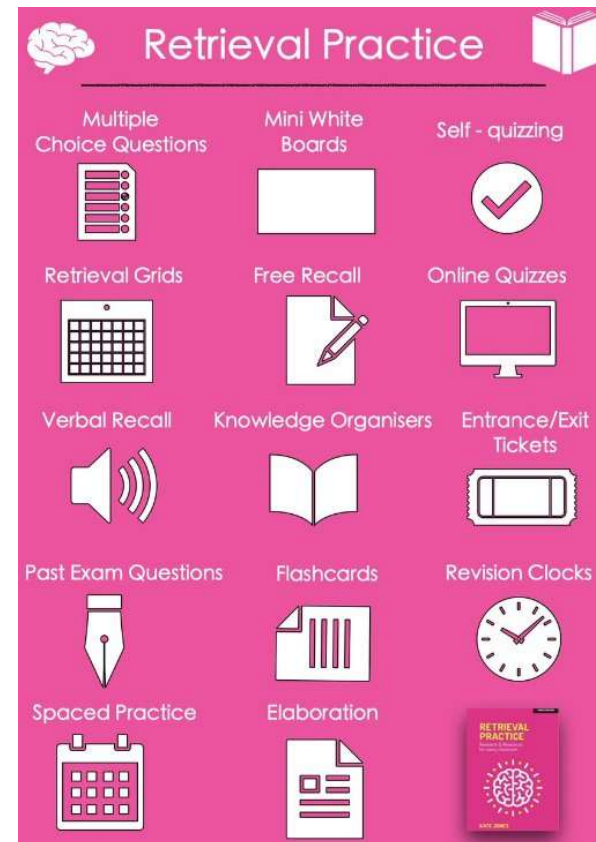 Retrieval Practice
Multiple
Choice Questions
Mini White
Boards
Self - quizzing
Retrieval Grids
Free Recall
Online Quizzes
Verbal Recall
Knowledge Organisers
Entrance/Exit
Tickets
Past Exam Questions
Flashcards
Revision Clocks
Spaced Practice
Elaboration
RETRIEVAL
PRACTICE
KATE JONES